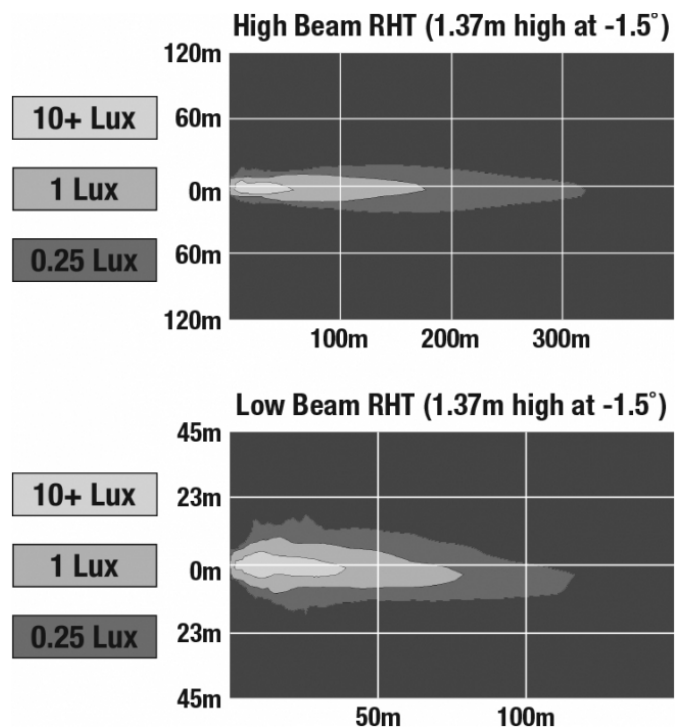 High Beam RHT (1.37m high at -1.5˚)
120m
10+ Lux
60m
1 Lux
0m
0.25 Lux
60m
120m
100m 200m 300m
Low Beam RHT (1.37m high at -1.5˚)
45m
10+ Lux
23m
1 Lux
0m
0.25 Lux
23m
45m
50m 100m